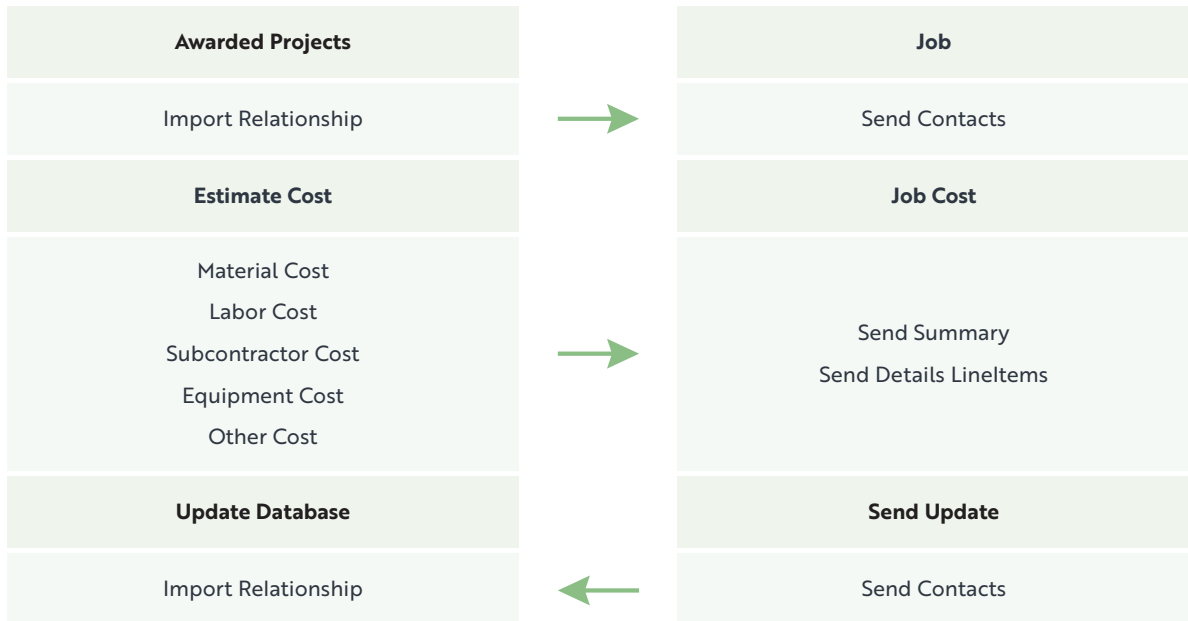 Awarded Projects
Job
Import Relationship
Send Contacts
Estimate Cost
Job Cost
Material Cost
Labor Cost
Subcontractor Cost
Equipment Cost
Other Cost
Send Summary
Send Details LineItems
Update Database
Send Update
Import Relationship
Send Contacts